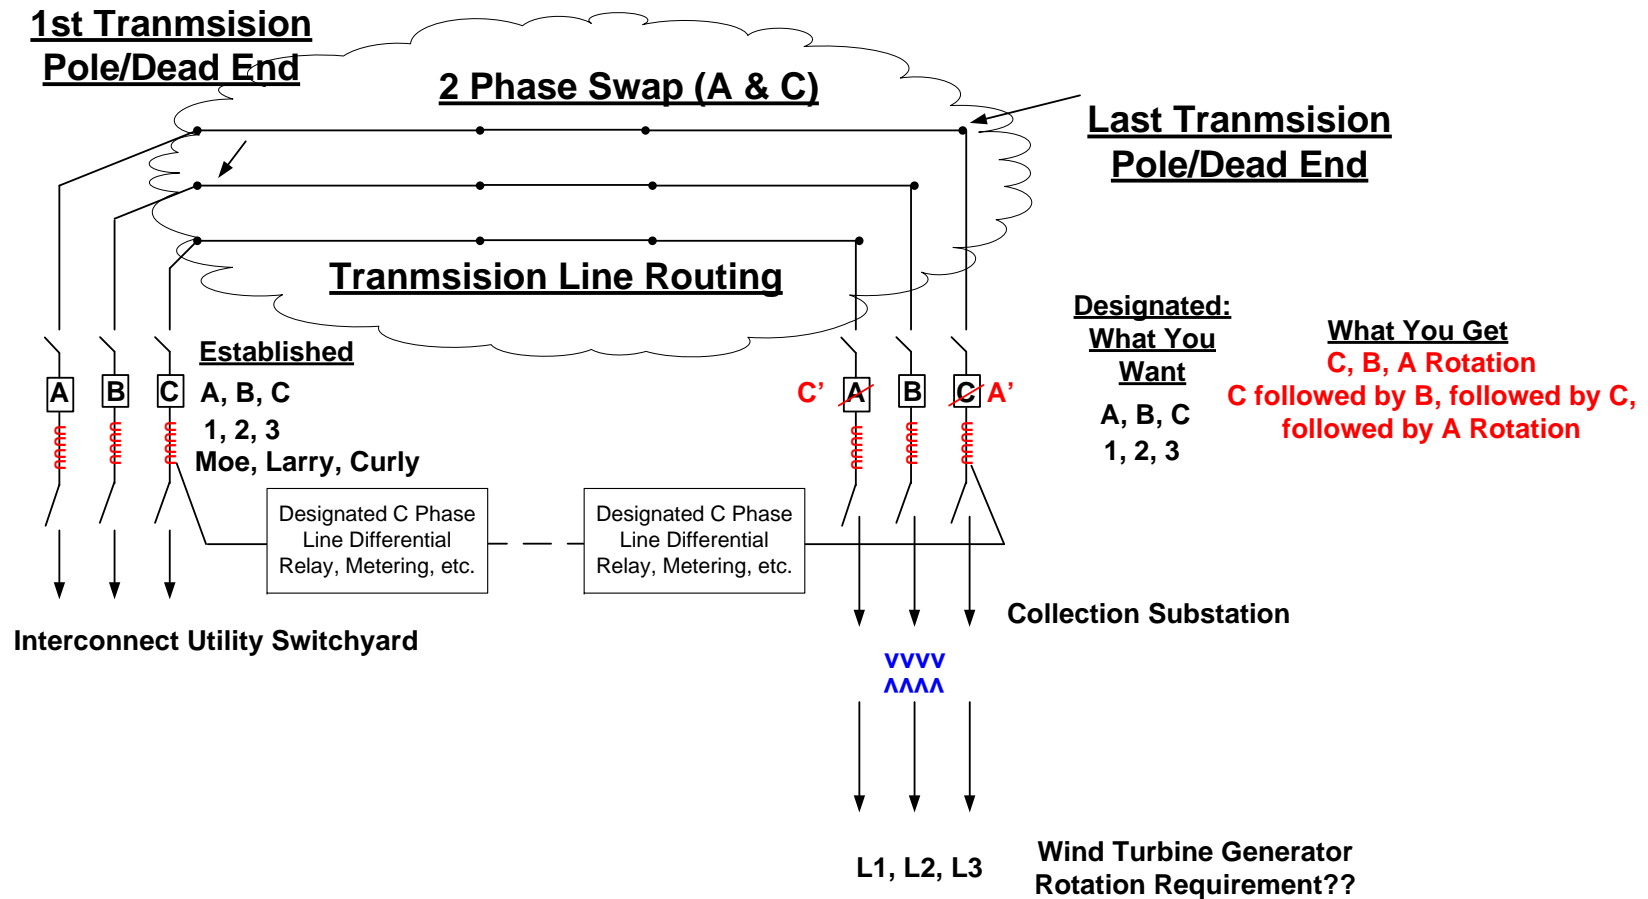 1st Tranmsision
Pole/Dead End
2 Phase Swap (A & C)
Last Tranmsision
Pole/Dead End
Tranmsision Line Routing
Established
A, B, C
1, 2, 3
Moe, Larry, Curly
A
B
C
C’
A
B
C
A’
Designated:
What You
Want
A, B, C
1, 2, 3
What You Get
C, B, A Rotation
C followed by B, followed by C,
followed by A Rotation
Designated C Phase
Line Differential
Relay, Metering, etc.
Designated C Phase
Line Differential
Relay, Metering, etc.
Interconnect Utility Switchyard
Collection Substation
L1, L2, L3
Wind Turbine Generator
Rotation Requirement??